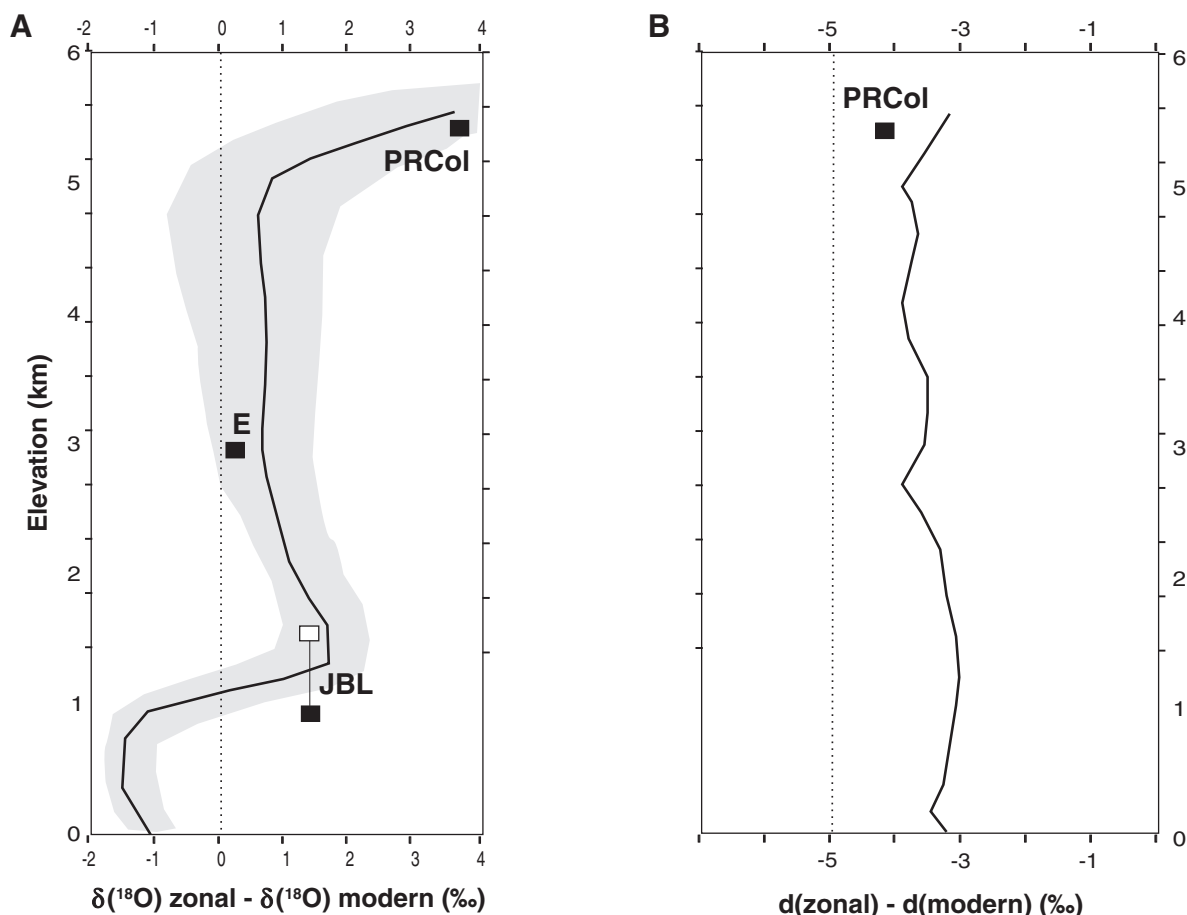 A
-2 -1 0 1 2 3 4
6
5
4
3
2
1
0
Elevation (km)
PRCol
E
JBL
-2 -1 0 1 2 3 4
δ(¹⁸O) zonal - δ(¹⁸O) modern (‰)
B
-5 -3 -1
PRCol
6
5
4
3
2
1
0
-5 -3 -1
d(zonal) - d(modern) (‰)